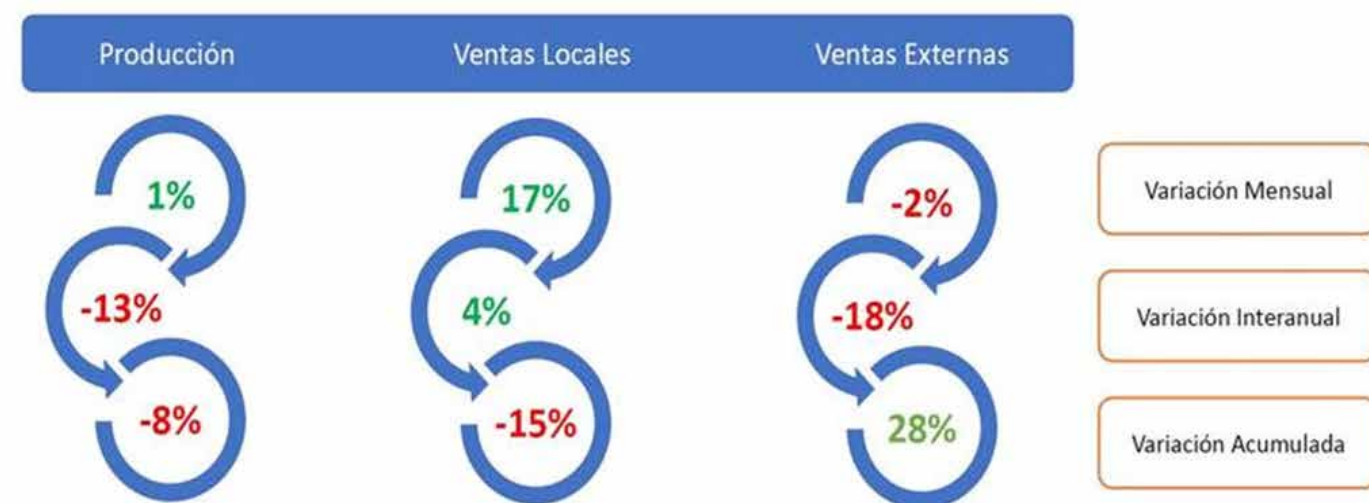 Producción Ventas Locales Ventas Externas
1% 17% -2% Variación Mensual
-13% 4% -18% Variación Interanual
-8% -15% 28% Variación Acumulada